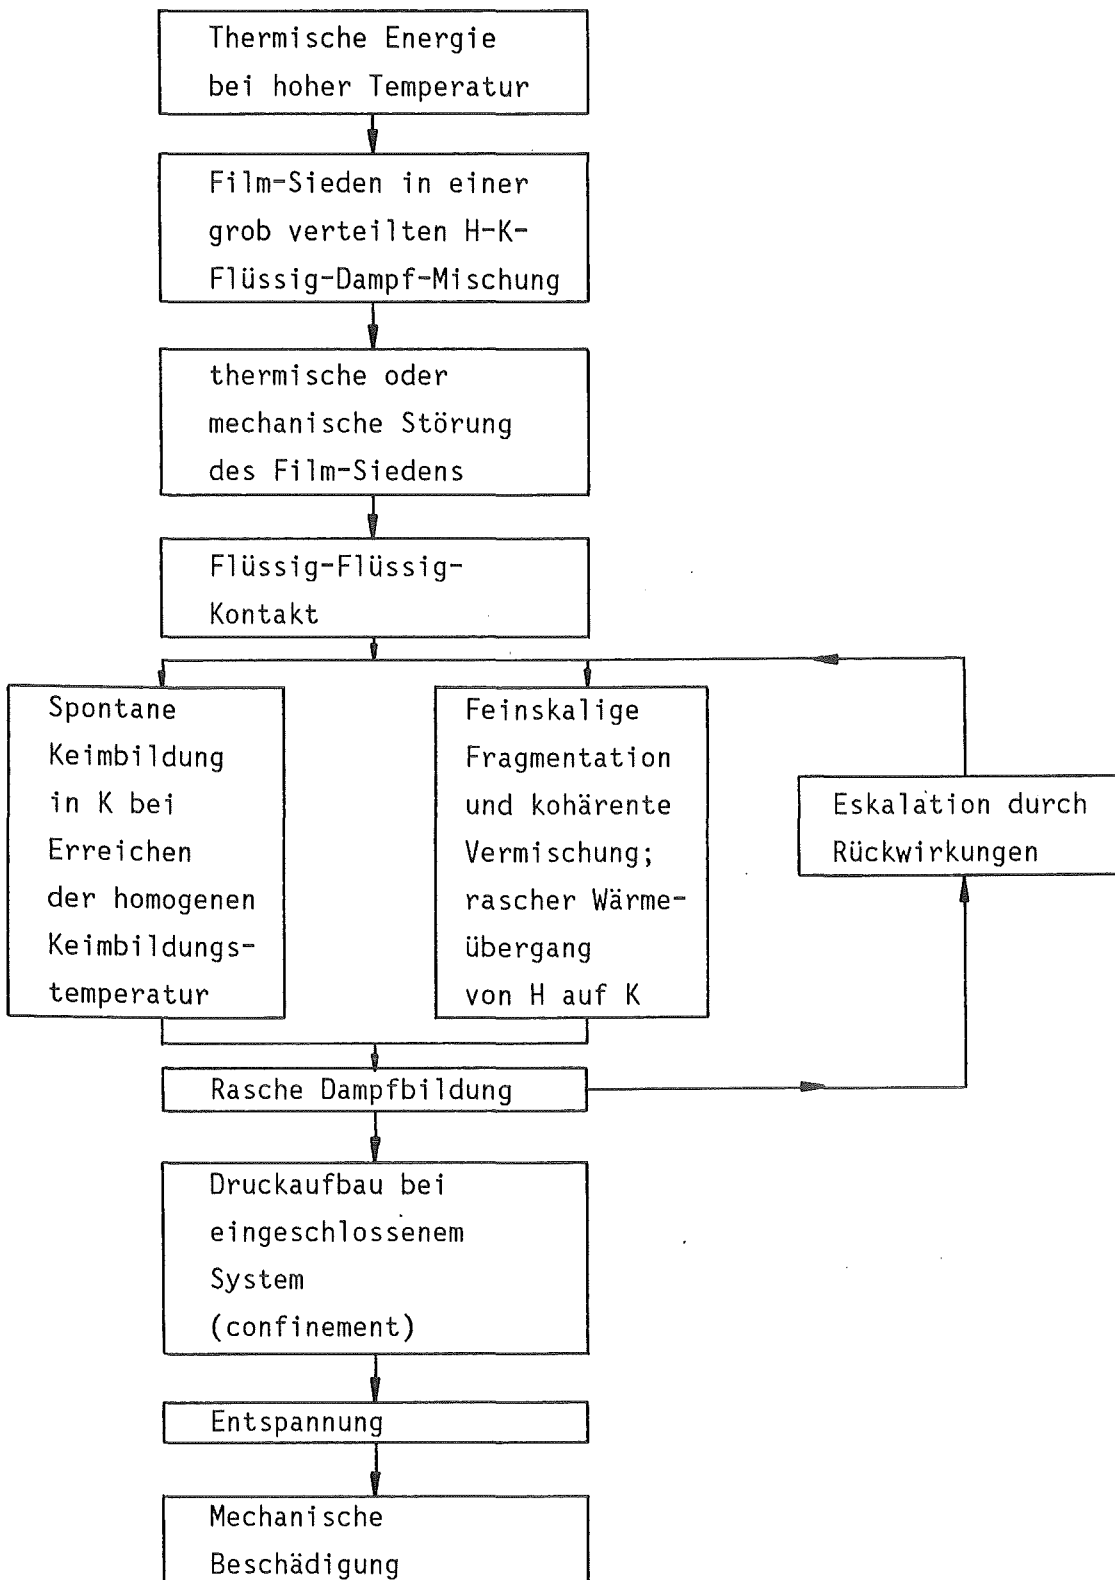 Thermische Energie
bei hoher Temperatur
Film-Sieden in einer
grob verteilten H-K-
Flüssig-Dampf-Mischung
thermische oder
mechanische Störung
des Film-Siedens
Flüssig-Flüssig-
Kontakt
Spontane
Keimbildung
in K bei
Erreichen
der homogenen
Keimbildungs-
temperatur
Feinskalige
Fragmentation
und kohärente
Vermischung;
rascher Wärme-
übergang
von H auf K
Eskalation durch
Rückwirkungen
Rasche Dampfbildung
Druckaufbau bei
eingeschlossenem
System
(confinement)
Entspannung
Mechanische
Beschädigung